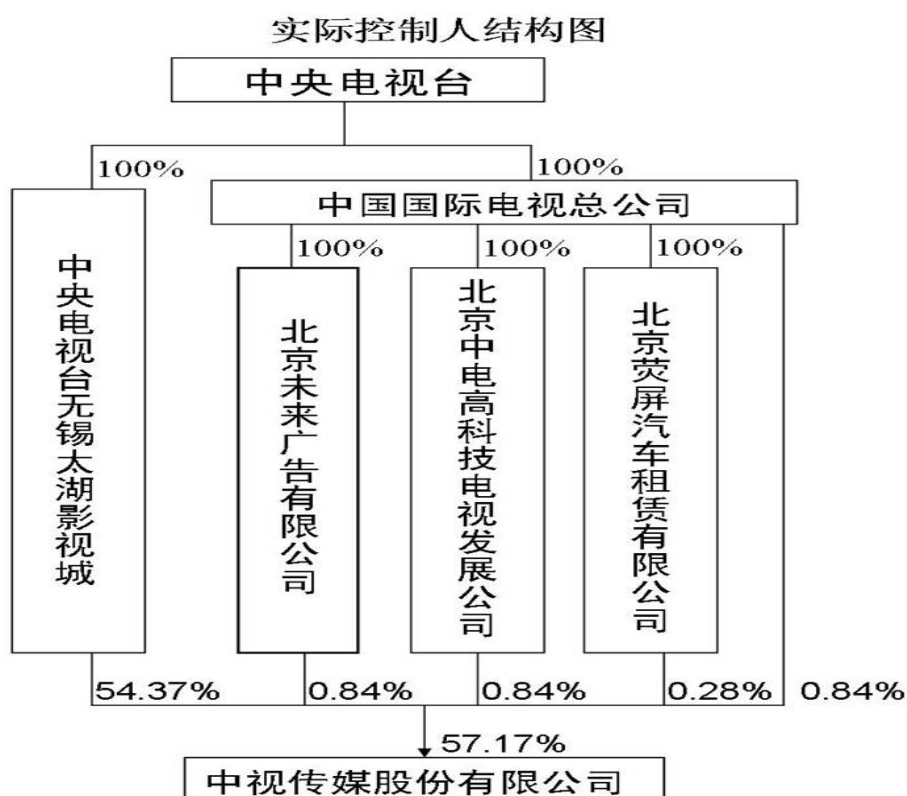 实际控制人结构图
中央电视台
100%
100%
中国国际电视总公司
100%
100%
100%
中央电视台无锡太湖影视城
北京未来广告有限公司
北京中电高科技电视发展公司
北京荧屏汽车租赁有限公司
54.37%
0.84%
0.84%
0.28%
0.84%
57.17%
中视传媒股份有限公司